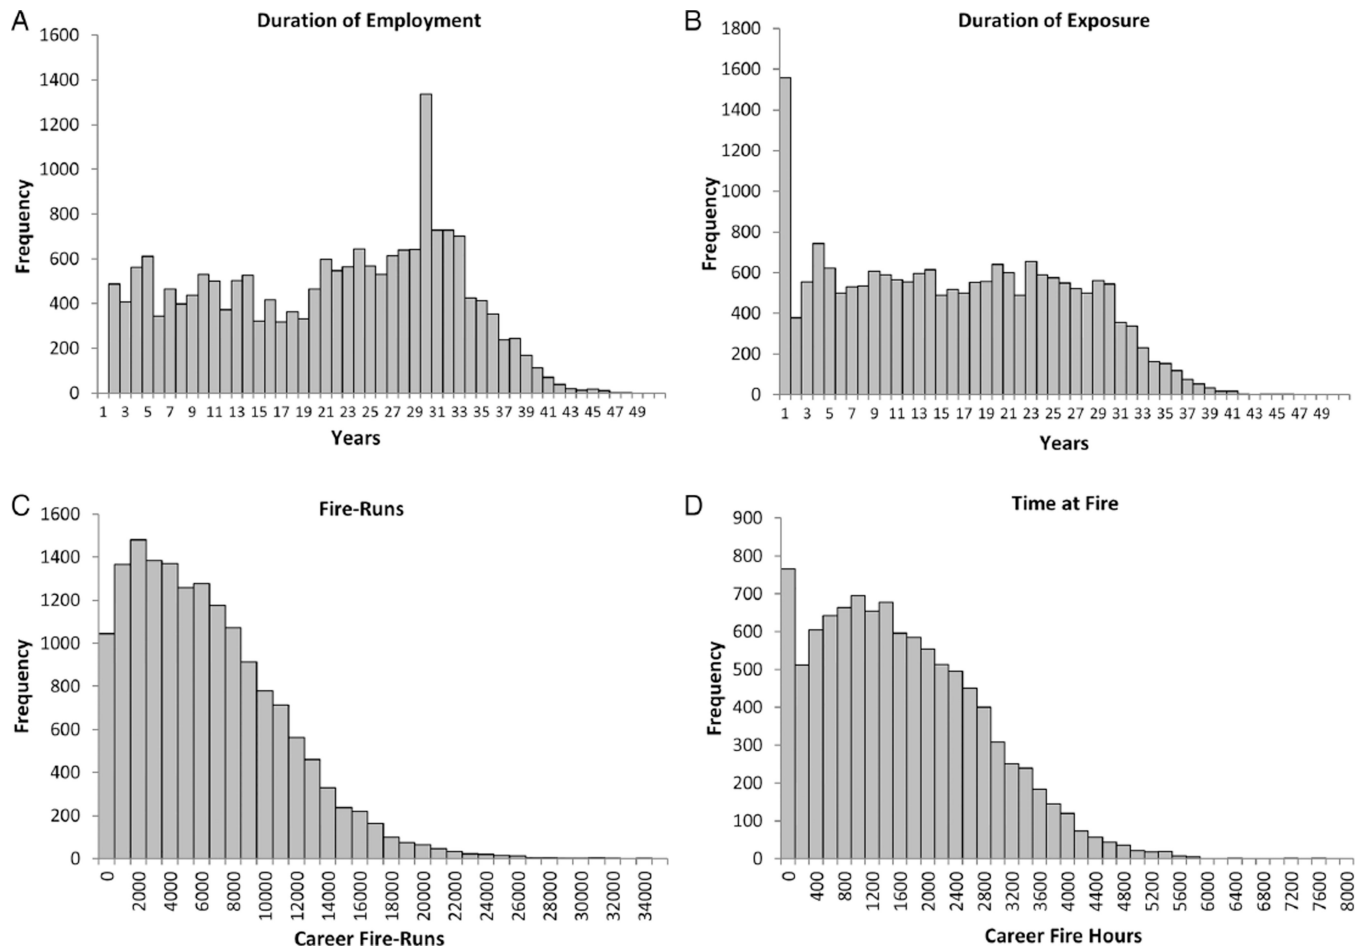 A
Duration of Employment
1600
1400
1200
1000
800
600
400
200
0
Frequency
1 3 5 7 9 11 13 15 17 19 21 23 25 27 29 31 33 35 37 39 41 43 45 47 49
Years
B
Duration of Exposure
1800
1600
1400
1200
1000
800
600
400
200
0
Frequency
1 3 5 7 9 11 13 15 17 19 21 23 25 27 29 31 33 35 37 39 41 43 45 47 49
Years
C
Fire-Runs
1600
1400
1200
1000
800
600
400
200
0
Frequency
0 2000 4000 6000 8000 10000 12000 14000 16000 18000 20000 22000 24000 26000 28000 30000 32000 34000
Career Fire-Runs
D
Time at Fire
900
800
700
600
500
400
300
200
100
0
Frequency
0 400 800 1200 1600 2000 2400 2800 3200 3600 4000 4400 4800 5200 5600 6000 6400 6800 7200 7600 8000
Career Fire Hours